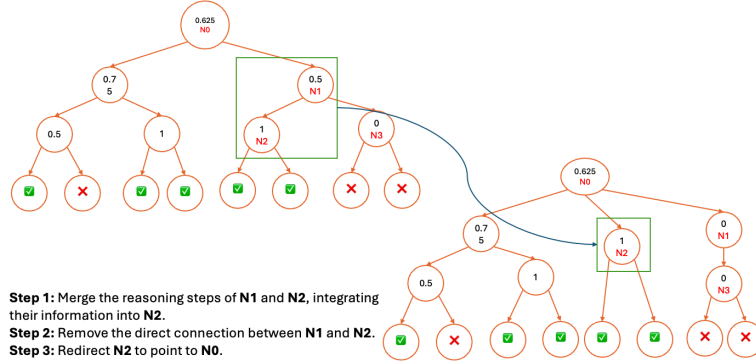 0.625
N0
0.7
5
0.5
N1
0.5
1
1
N2
0
N3
0.625
N0
0.7
5
1
N2
0
N1
0.5
1
0
N3
Step 1: Merge the reasoning steps of N1 and N2, integrating
their information into N2.
Step 2: Remove the direct connection between N1 and N2.
Step 3: Redirect N2 to point to N0.